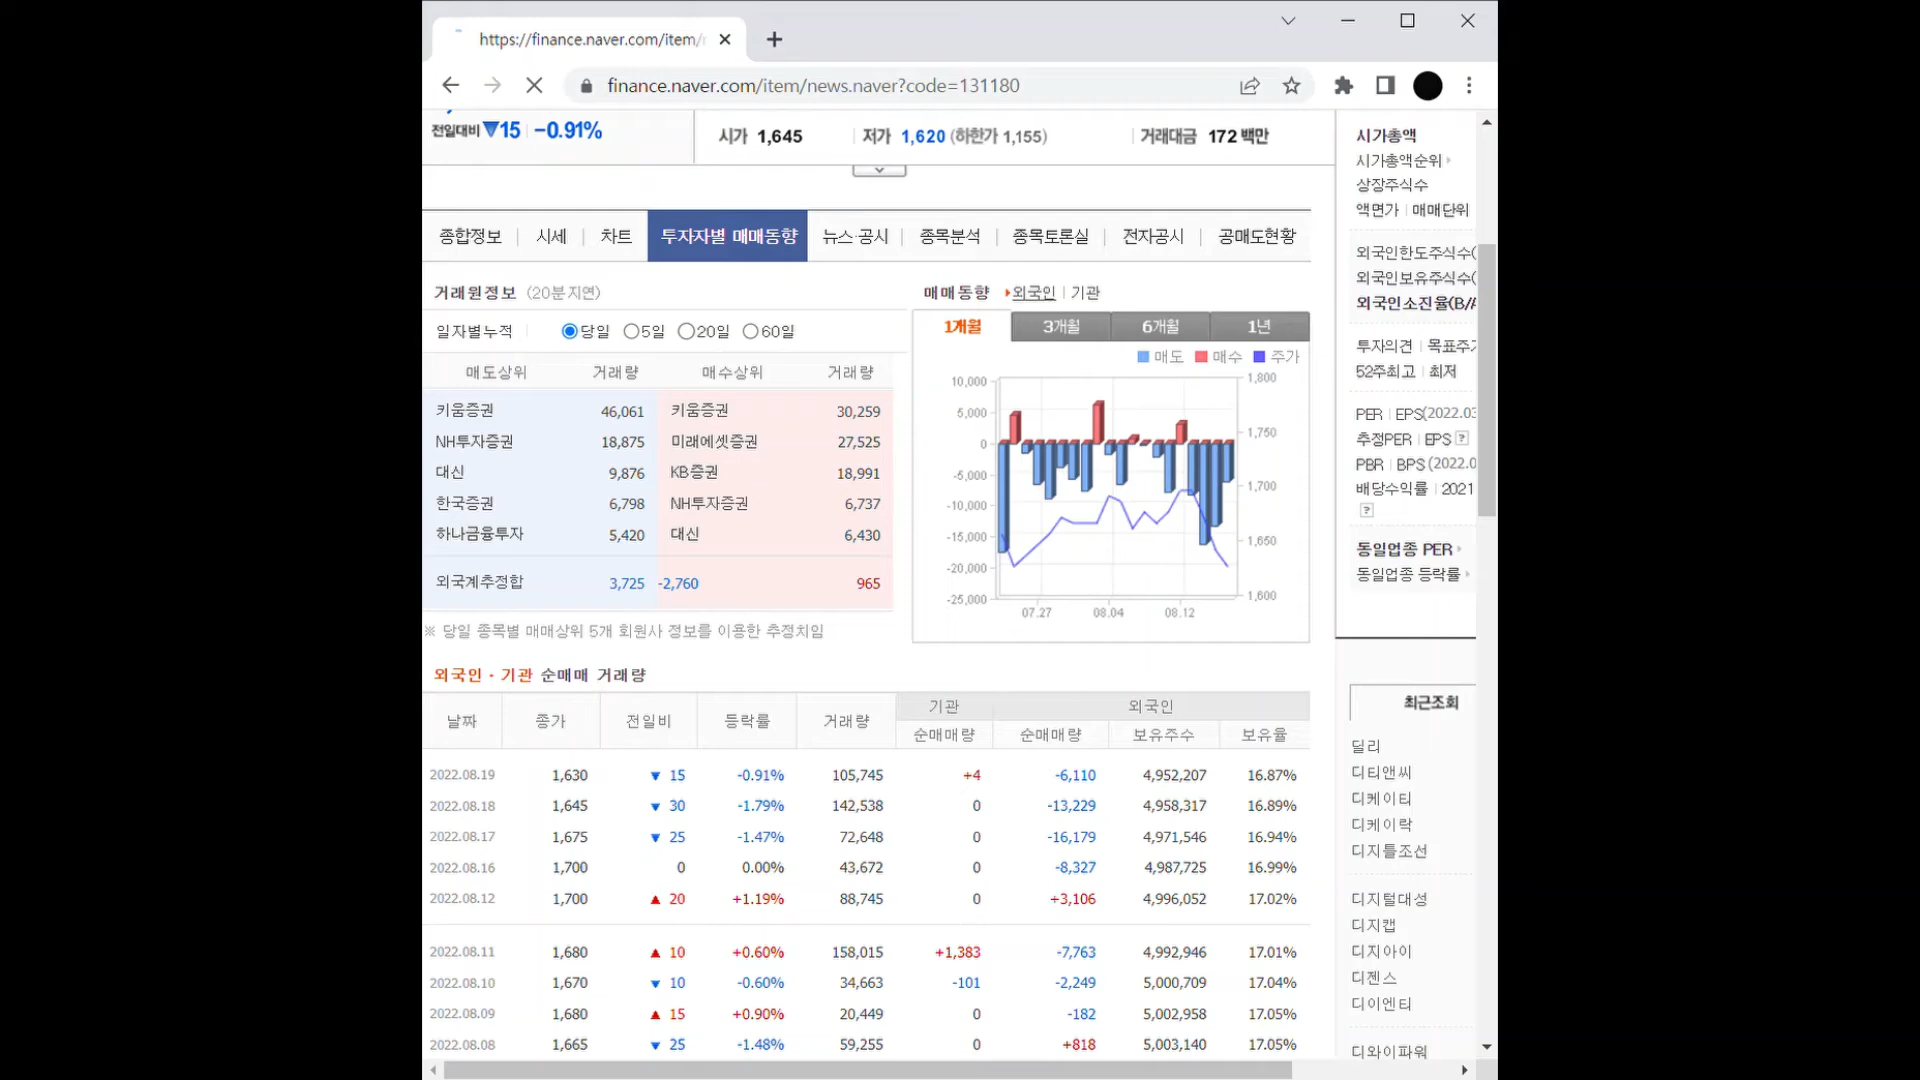 https://finance.naver.com/item/
finance.naver.com/item/news.naver?code=131180
전일대비 ▼15 | -0.91%
시가 1,645 | 저가 1,620 (하한가 1,155) | 거래대금 172 백만
종합정보 | 시세 | 차트 | 투자자별 매매동향 | 뉴스·공시 | 종목분석 | 종목토론실 | 전자공시 | 공매도현황
거래원정보 (20분지연)
일자별누적 당일 5일 20일 60일
매도상위 거래량 매수상위 거래량
키움증권 46,061 키움증권 30,259
NH투자증권 18,875 미래에셋증권 27,525
대신 9,876 KB증권 18,991
한국증권 6,798 NH투자증권 6,737
하나금융투자 5,420 대신 6,430
외국계추정합 3,725 -2,760 965
※ 당일 종목별 매매상위 5개 회원사 정보를 이용한 추정치임
매매동향 외국인 | 기관
1개월 3개월 6개월 1년
매도 매수 주가
10,000 1,800
5,000
0 1,750
-5,000
-10,000 1,700
-15,000 1,650
-20,000
-25,000 1,600
07.27 08.04 08.12
외국인·기관 순매매 거래량
날짜 종가 전일비 등락률 거래량 기관 외국인
순매매량 순매매량 보유주수 보유율
2022.08.19 1,630 ▼ 15 -0.91% 105,745 +4 -6,110 4,952,207 16.87%
2022.08.18 1,645 ▼ 30 -1.79% 142,538 0 -13,229 4,958,317 16.89%
2022.08.17 1,675 ▼ 25 -1.47% 72,648 0 -16,179 4,971,546 16.94%
2022.08.16 1,700 0 0.00% 43,672 0 -8,327 4,987,725 16.99%
2022.08.12 1,700 ▲ 20 +1.19% 88,745 0 +3,106 4,996,052 17.02%
2022.08.11 1,680 ▲ 10 +0.60% 158,015 +1,383 -7,763 4,992,946 17.01%
2022.08.10 1,670 ▼ 10 -0.60% 34,663 -101 -2,249 5,000,709 17.04%
2022.08.09 1,680 ▲ 15 +0.90% 20,449 0 -182 5,002,958 17.05%
2022.08.08 1,665 ▼ 25 -1.48% 59,255 0 +818 5,003,140 17.05%
시가총액
시가총액순위
상장주식수
액면가 | 매매단위
외국인한도주식수(
외국인보유주식수(
외국인소진율(B/A
투자의견 | 목표주가
52주최고 | 최저
PER | EPS(2022.03
추정PER | EPS ?
PBR | BPS (2022.0
배당수익률 | 2021
?
동일업종 PER
동일업종 등락률
최근조회
딜리
디티앤씨
디케이티
디케이락
디지틀조선
디지털대성
디지캡
디지아이
디젠스
디이엔티
디와이파워